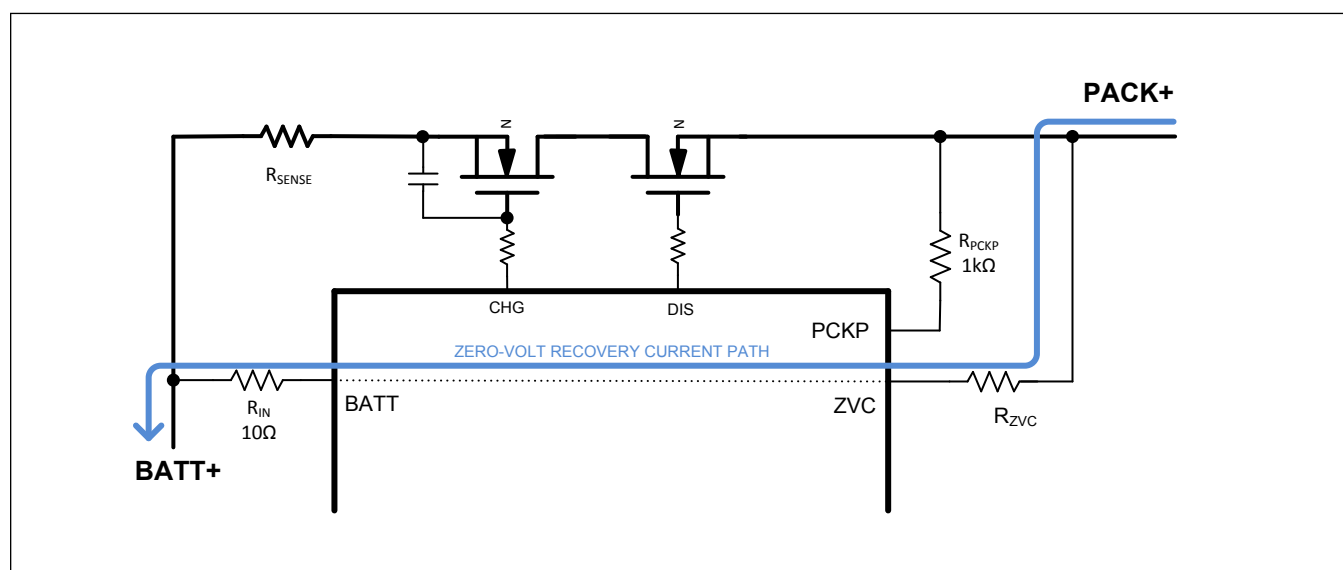 PACK+
N
N
RSENSE
RPCKP
1kΩ
CHG
DIS
PCKP
ZERO-VOLT RECOVERY CURRENT PATH
RIN
10Ω
BATT
ZVC
RZVC
BATT+